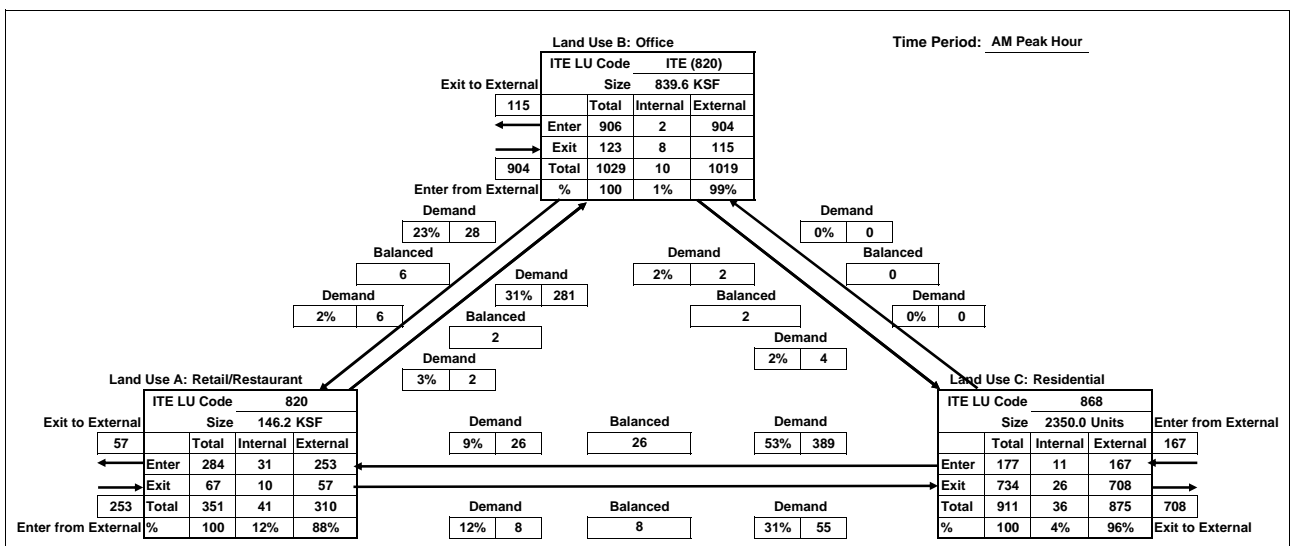 Land Use B: Office
Time Period: AM Peak Hour
ITE LU Code ITE (820)
Exit to External Size 839.6 KSF
115 Total Internal External
Enter 906 2 904
Exit 123 8 115
904 Total 1029 10 1019
Enter from External % 100 1% 99%
Demand Demand
23% 28 0% 0
Balanced Demand Balanced
6 2% 2 0
Demand
31% 281
Demand Balanced Demand
2% 6 2 0% 0
Balanced
2
Demand Demand
3% 2 2% 4
Land Use A: Retail/Restaurant Land Use C: Residential
ITE LU Code 820 ITE LU Code 868
Exit to External Size 146.2 KSF Demand Balanced Demand Size 2350.0 Units Enter from External
57 Total Internal External 9% 26 26 53% 389 Total Internal External 167
Enter 284 31 253 Enter 177 11 167
Exit 67 10 57 Exit 734 26 708
253 Total 351 41 310 Demand Balanced Demand Total 911 36 875 708
Enter from External % 100 12% 88% 12% 8 8 31% 55 % 100 4% 96% Exit to External